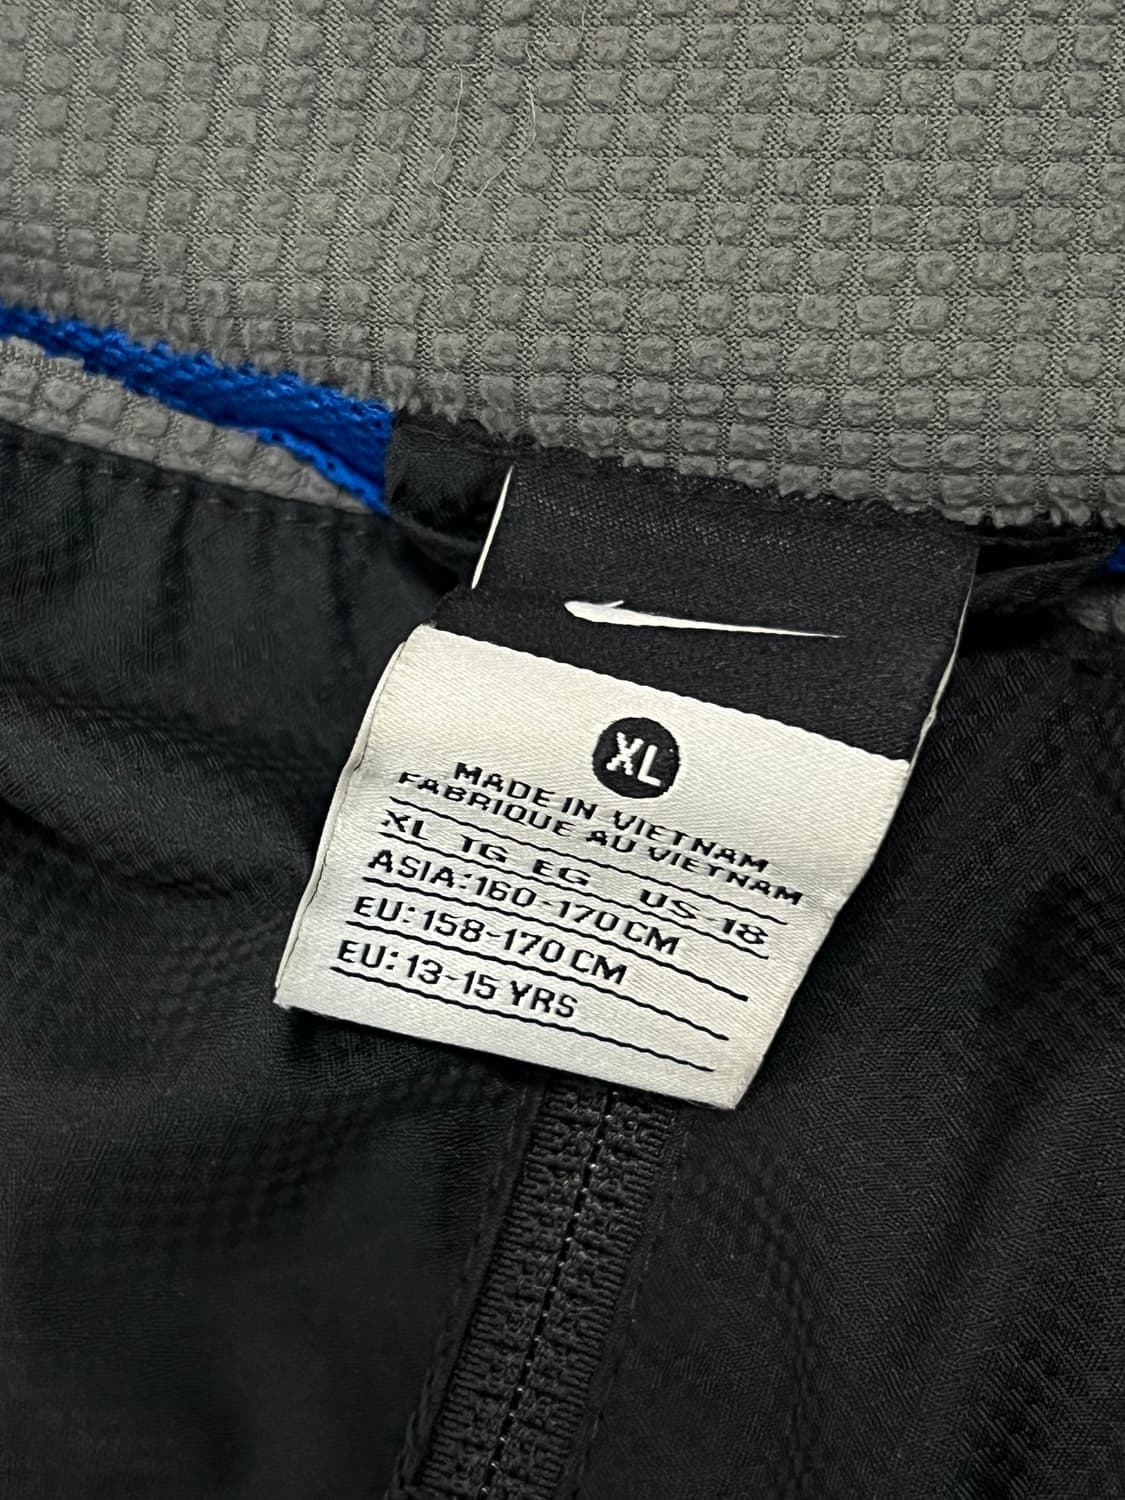 XL
MADE IN VIETNAM
FABRIQUE AU VIETNAM
XL TG EG US-18
ASIA:160-170CM
EU:158-170CM
EU:13-15 YRS